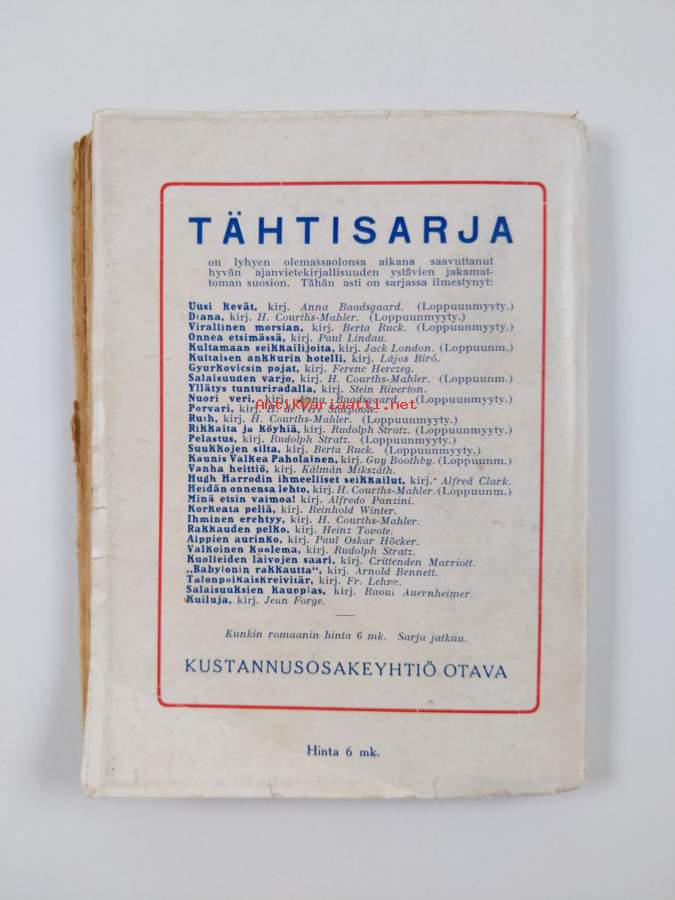 TÄHTISARJA
on lyhyen olemassaolonsa aikana saavuttanut
hyvän ajanvietekirjallisuuden ystävien jakamat-
toman suosion. Tähän asti on sarjassa ilmestynyt:
Uusi kevät, kirj. Anna Baadsgaard. (Loppuunmyyty.)
Diana, kirj. H. Courths-Mahler. (Loppuunmyyty.)
Virallinen morsian, kirj. Berta Ruck. (Loppuunmyyty.)
Onnea etsimässä, kirj. Paul Lindau.
Kultamaan seikkailijoita, kirj. Jack London. (Loppuunm.)
Kultaisen ankkurin hotelli, kirj. Lájos Biró.
Gyurkovicsin pojat, kirj. Ferenc Herczeg.
Salaisuuden varjo, kirj. H. Courths-Mahler. (Loppuunm.)
Yllätys tunturiradalla, kirj. Stein Riverton.
Nuori veri, kirj. Anna Baadsgaard. (Loppuunmyyty.)
Antikvariaatti.net
Porvari, kirj. H. de Vere Stacpoole.
Ruth, kirj. H. Courths-Mahler. (Loppuunmyyty.)
Rikkaita ja köyhiä, kirj. Rudolph Stratz. (Loppuunmyyty.)
Pelastus, kirj. Rudolph Stratz. (Loppuunmyyty.)
Suukkojen silta, kirj. Berta Ruck. (Loppuunmyyty.)
Kaunis Valkea Paholainen, kirj. Guy Boothby. (Loppuunm.)
Vanha heittiö, kirj. Kálmán Mikszáth.
Hugh Harrodin ihmeelliset seikkailut, kirj. Alfred Clark.
Heidän onnensa lehto, kirj. H. Courths-Mahler. (Loppuunm.)
Minä etsin vaimoa! kirj. Alfredo Panzini.
Korkeata peliä, kirj. Reinhold Winter.
Ihminen erehtyy, kirj. H. Courths-Mahler.
Rakkauden pelko, kirj. Heinz Tovote.
Alppien aurinko, kirj. Paul Oskar Höcker.
Valkoinen kuolema, kirj. Rudolph Stratz.
Kuolleiden laivojen saari, kirj. Crittenden Marriott.
„Babylonin rakkautta", kirj. Arnold Bennett.
Talonpoikaiskreivitär, kirj. Fr. Lehne.
Salaisuuksien kauppias, kirj. Raoul Auernheimer.
Kuiluja, kirj. Jean Forge.
Kunkin romaanin hinta 6 mk. Sarja jatkuu.
KUSTANNUSOSAKEYHTIÖ OTAVA
Hinta 6 mk.